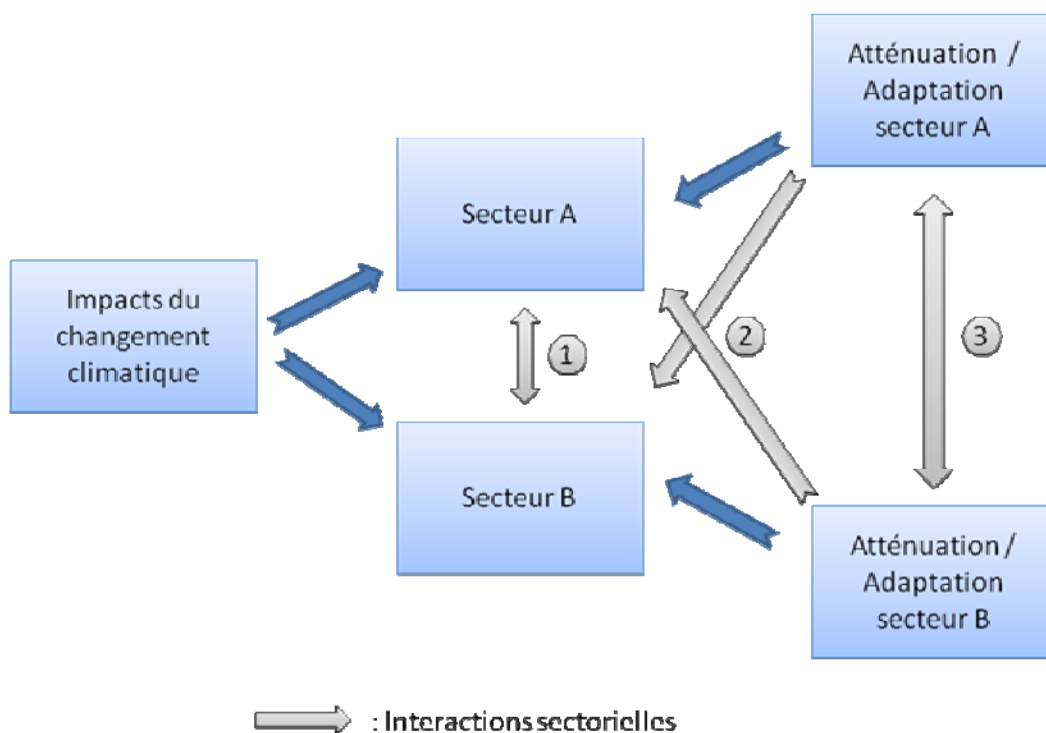 Atténuation /
Adaptation
secteur A
Secteur A
Impacts du
changement
climatique
1
2
3
Secteur B
Atténuation /
Adaptation
secteur B
: Interactions sectorielles